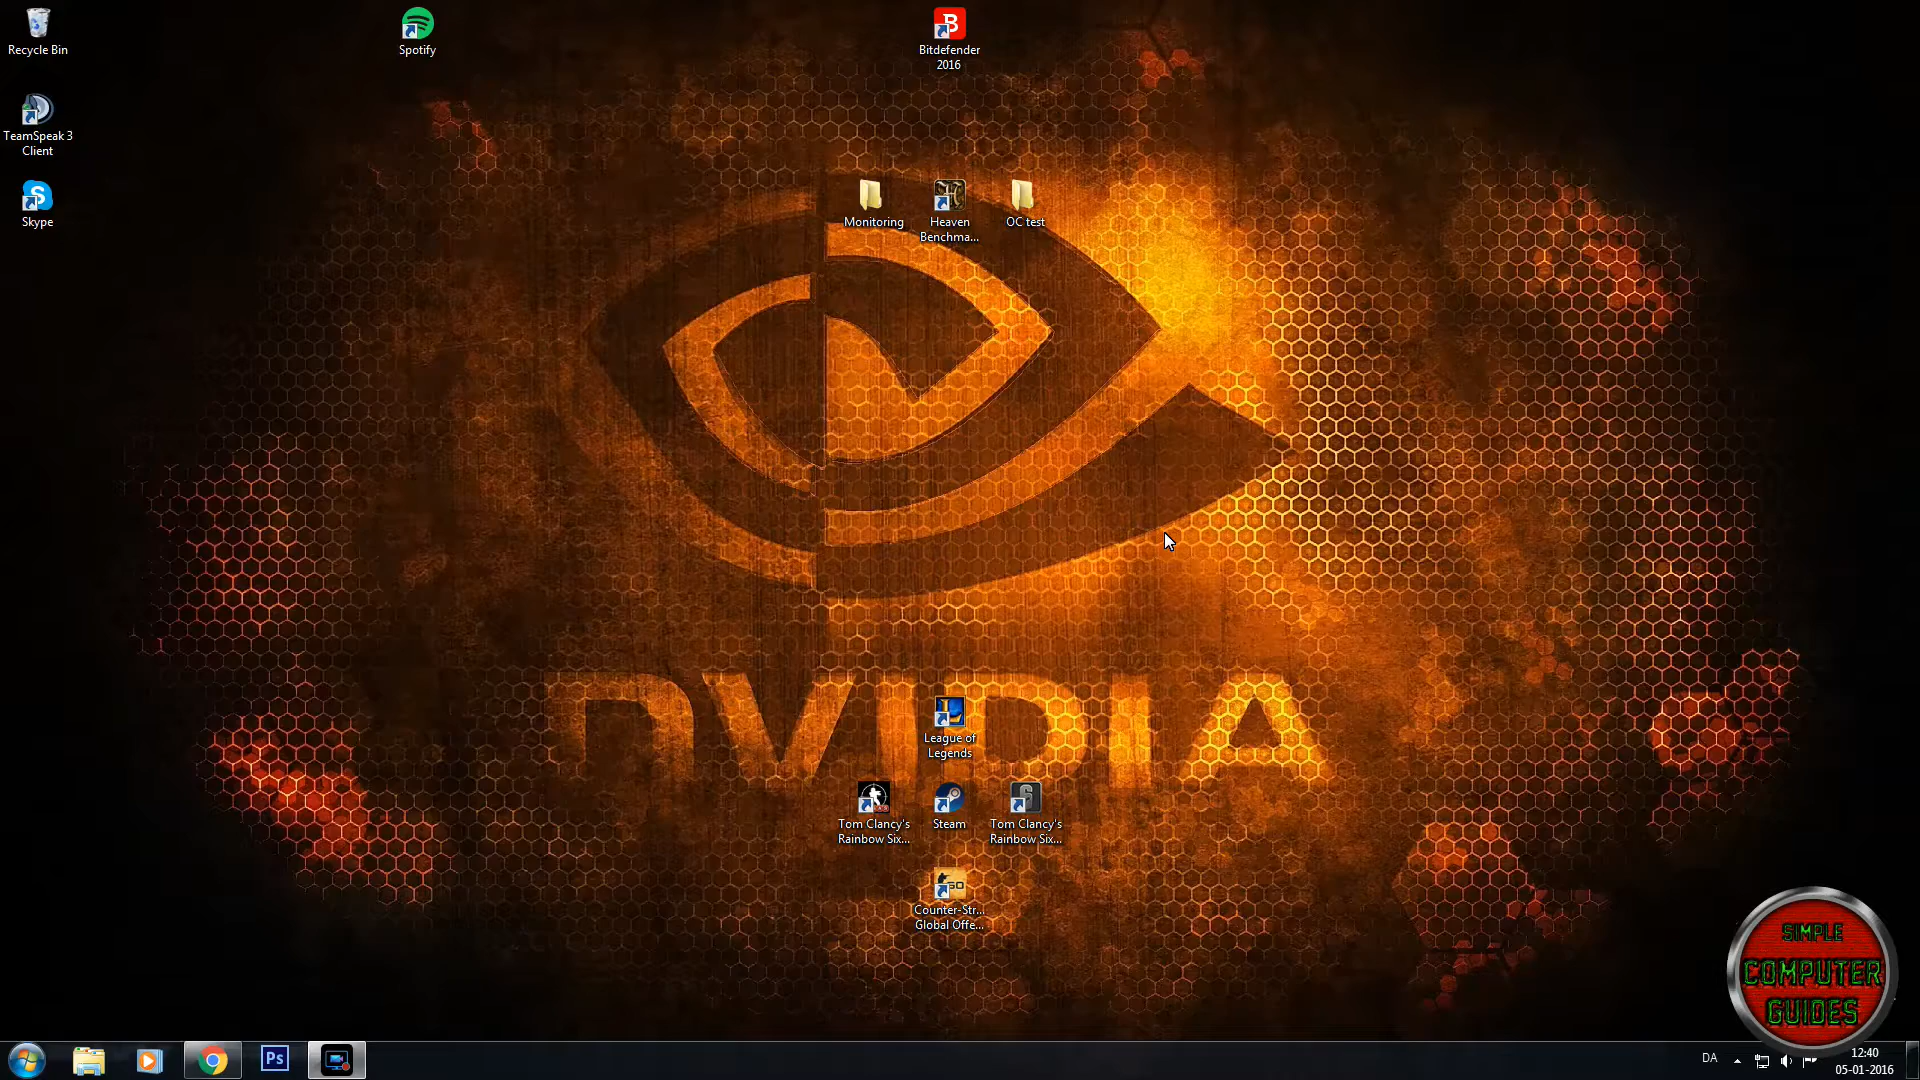 Recycle Bin
Spotify
Bitdefender
2016
TeamSpeak 3
Client
Skype
Monitoring
Heaven
Benchma...
OC test
NVIDIA
League of
Legends
Tom Clancy's
Rainbow Six...
Steam
Tom Clancy's
Rainbow Six...
Counter-Str...
Global Offe...
SIMPLE
COMPUTER
GUIDES
Ps
DA
12:40
05-01-2016